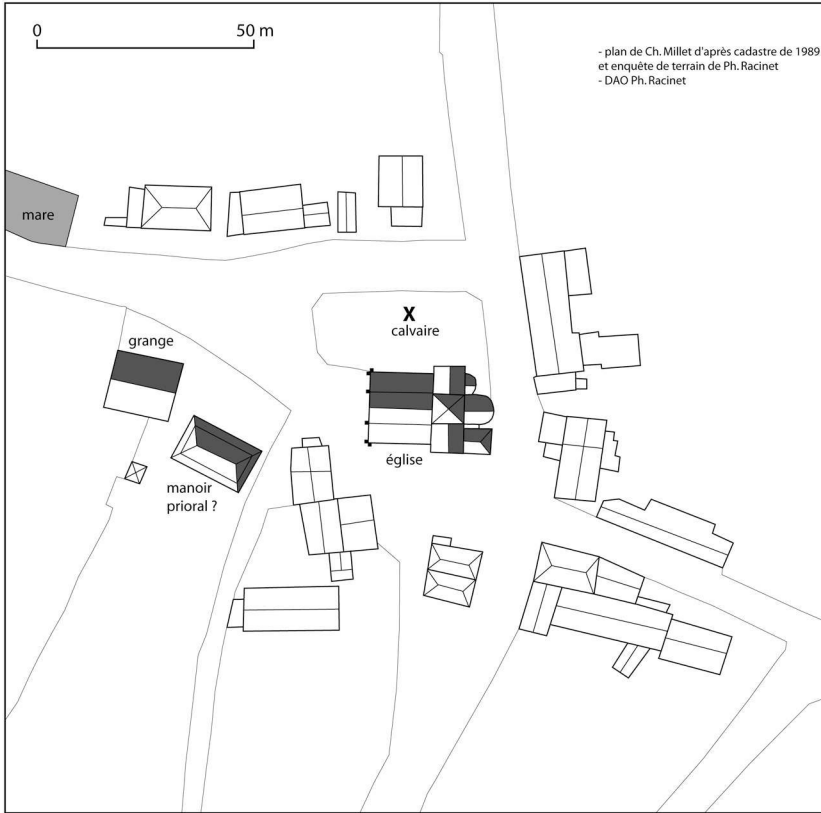 0 50 m
- plan de Ch. Millet d'après cadastre de 1989
et enquête de terrain de Ph. Racinet
- DAO Ph. Racinet
mare
X
calvaire
grange
église
manoir
prioral ?